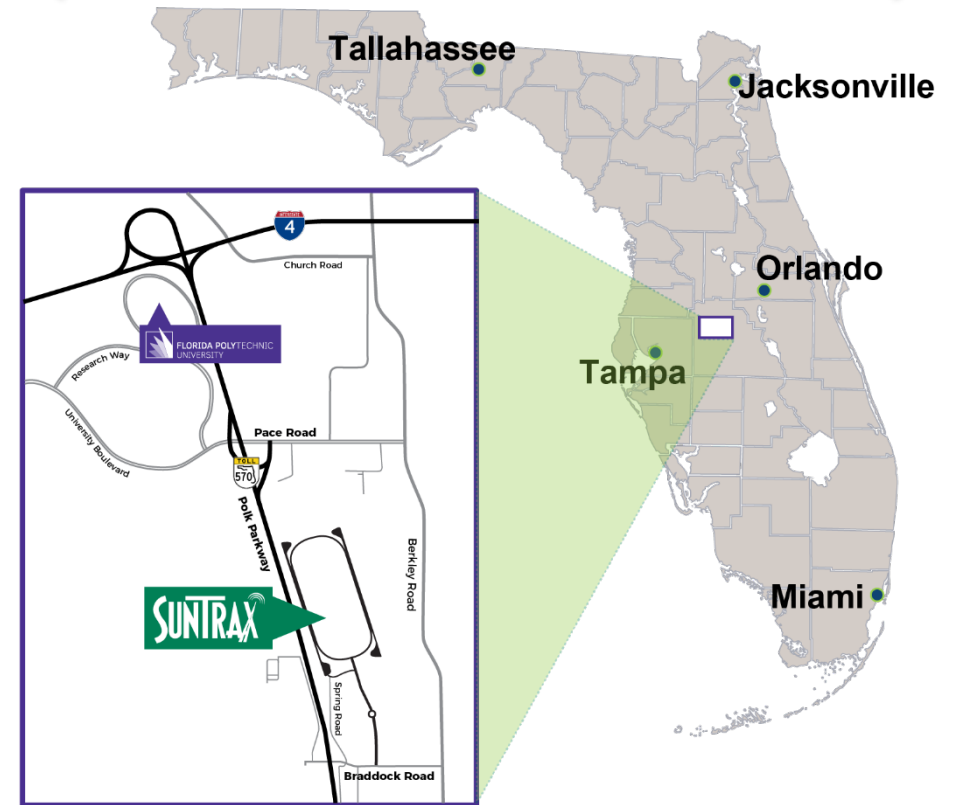 Tallahassee
Jacksonville
Orlando
Tampa
Miami
INTERSTATE
4
Church Road
FLORIDA POLYTECHNIC
UNIVERSITY
Research Way
University Boulevard
Pace Road
TOLL
570
Polk Parkway
Berkley Road
SUNTRAX
Spring Road
Braddock Road